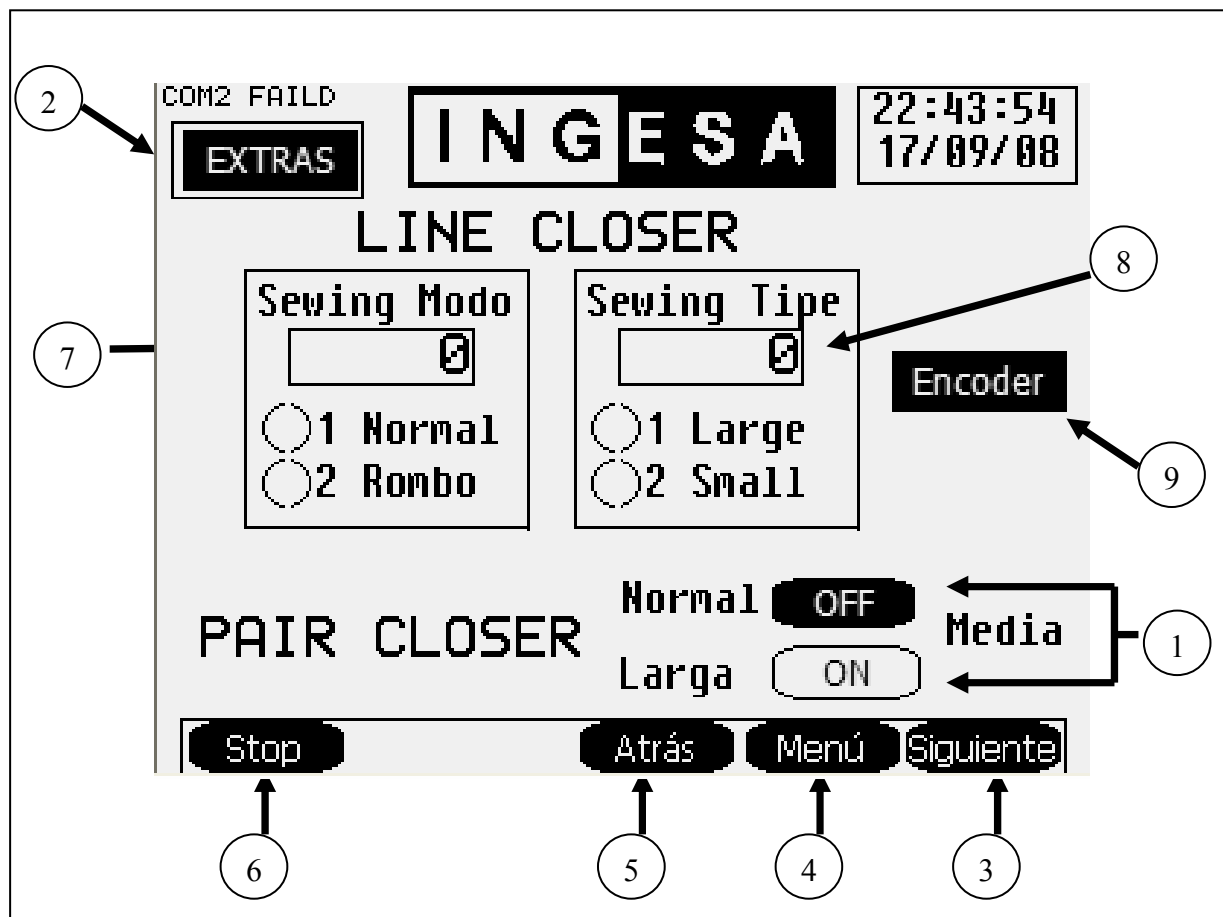 2
COM2 FAILD
EXTRAS
INGESA
22:43:54
17/09/08
LINE CLOSER
8
Sewing Modo
0
1 Normal
2 Rombo
Sewing Tipe
0
1 Large
2 Small
7
Encoder
9
PAIR CLOSER
Normal OFF
Larga ON
Media
1
Stop Atrás Menú Siguiente
6 5 4 3